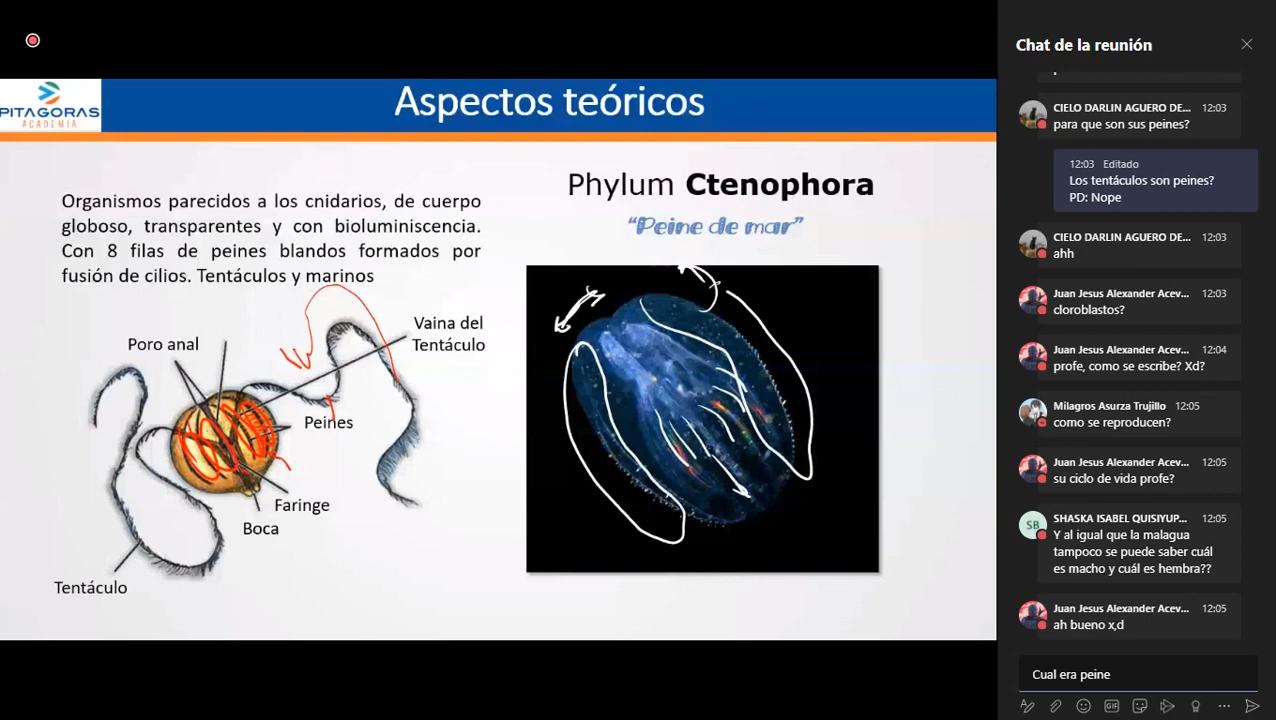 PITAGORAS
ACADEMIA
Aspectos teóricos
Organismos parecidos a los cnidarios, de cuerpo
globoso, transparentes y con bioluminiscencia.
Con 8 filas de peines blandos formados por
fusión de cilios. Tentáculos y marinos
Phylum Ctenophora
"Peine de mar"
Poro anal
Vaina del
Tentáculo
Peines
Faringe
Boca
Tentáculo
Chat de la reunión
CIELO DARLIN AGUERO DE... 12:03
para que son sus peines?
12:03 Editado
Los tentáculos son peines?
PD: Nope
CIELO DARLIN AGUERO DE... 12:03
ahh
Juan Jesus Alexander Acev... 12:03
cloroblastos?
Juan Jesus Alexander Acev... 12:04
profe, como se escribe? Xd?
Milagros Asurza Trujillo 12:05
como se reproducen?
Juan Jesus Alexander Acev... 12:05
su ciclo de vida profe?
SB
SHASKA ISABEL QUISIYUP... 12:05
Y al igual que la malagua
tampoco se puede saber cuál
es macho y cuál es hembra??
Juan Jesus Alexander Acev... 12:05
ah bueno x,d
Cual era peine
GIF